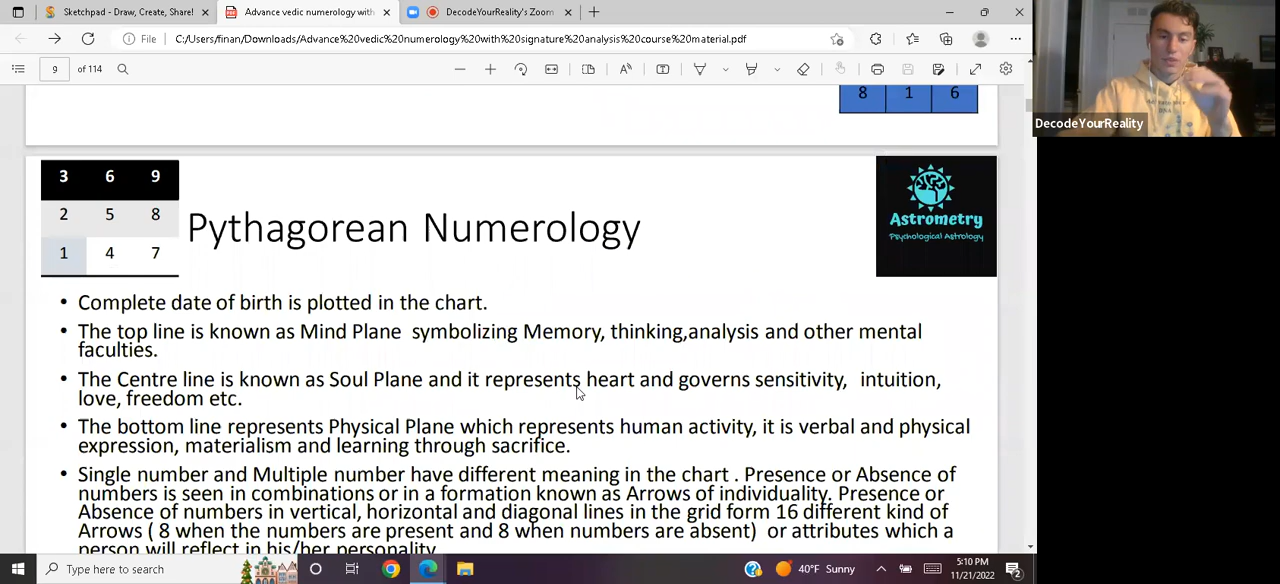 Sketchpad - Draw, Create, Share!
Advance vedic numerology with
DecodeYourReality's Zoom
File
C:/Users/finan/Downloads/Advance%20vedic%20numerology%20with%20signature%20analysis%20course%20material.pdf
9 of 114
8 1 6
DecodeYourReality
3 6 9
2 5 8
1 4 7
Pythagorean Numerology
Astrometry
Psychological Astrology
• Complete date of birth is plotted in the chart.
• The top line is known as Mind Plane symbolizing Memory, thinking,analysis and other mental
faculties.
• The Centre line is known as Soul Plane and it represents heart and governs sensitivity, intuition,
love, freedom etc.
• The bottom line represents Physical Plane which represents human activity, it is verbal and physical
expression, materialism and learning through sacrifice.
• Single number and Multiple number have different meaning in the chart . Presence or Absence of
numbers is seen in combinations or in a formation known as Arrows of individuality. Presence or
Absence of numbers in vertical, horizontal and diagonal lines in the grid form 16 different kind of
Arrows ( 8 when the numbers are present and 8 when numbers are absent) or attributes which a
person will reflect in his/her personality
Type here to search
40°F Sunny
5:10 PM
11/21/2022
2